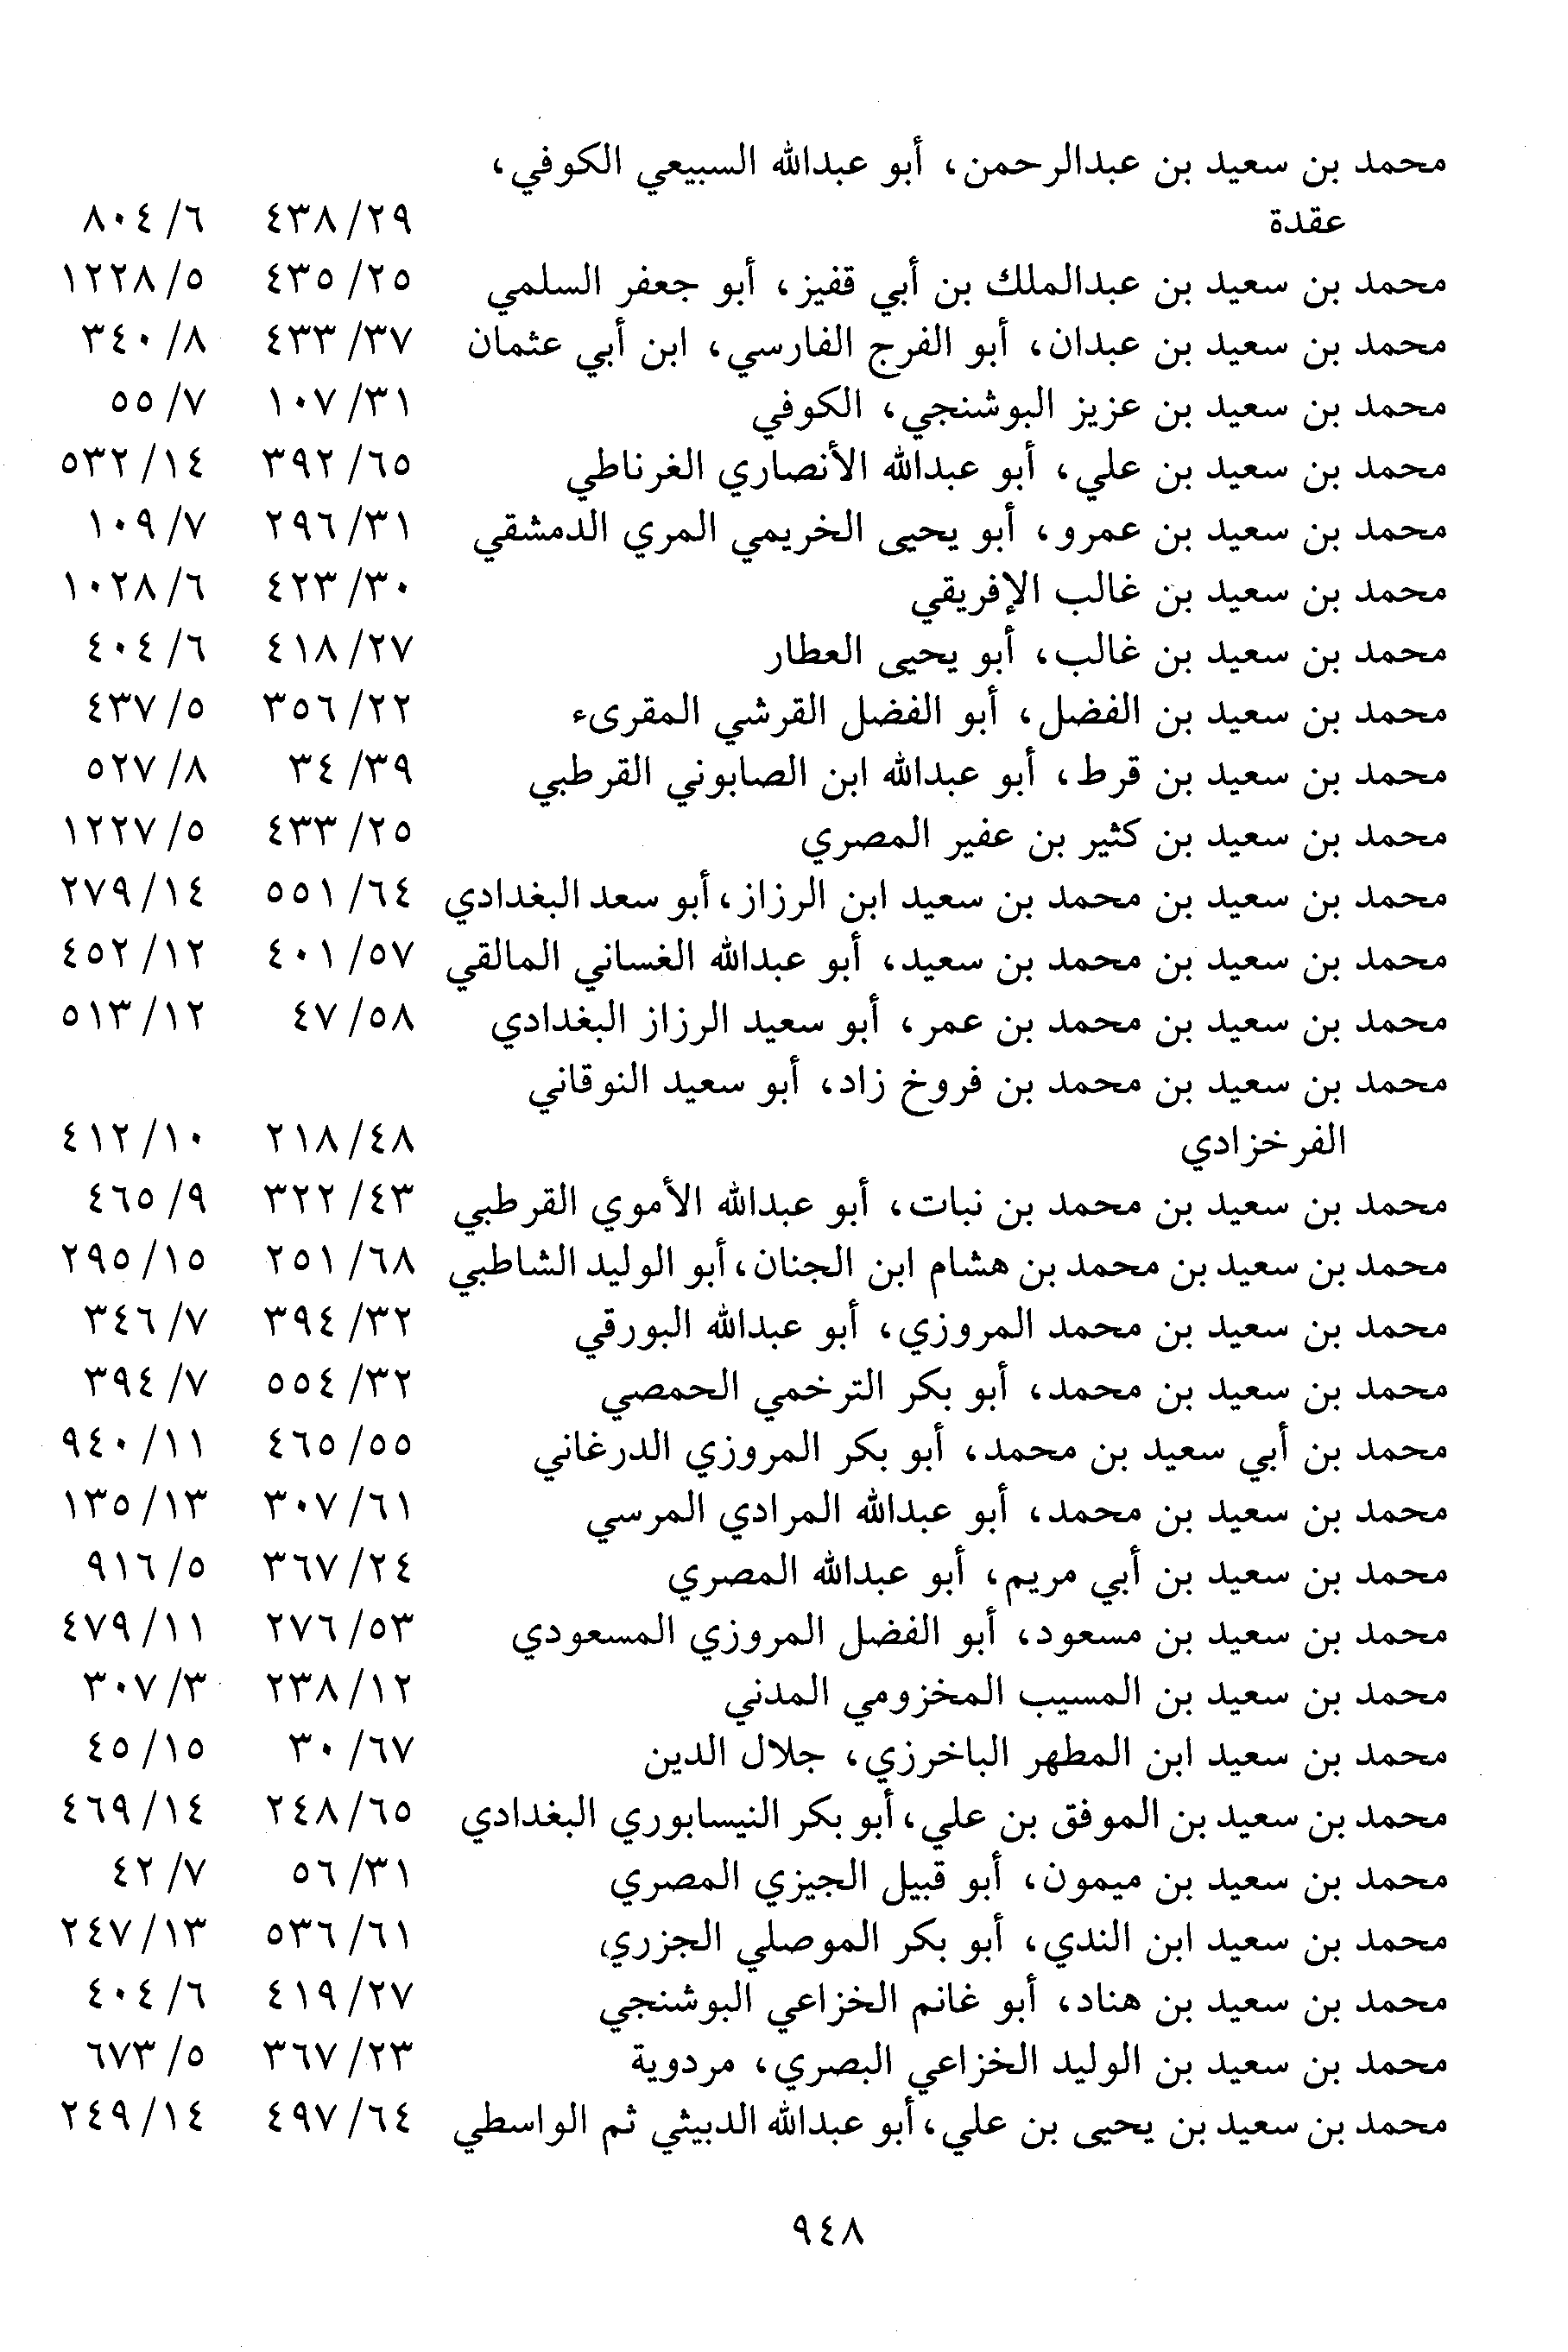 محمد بن سعيد بن عبدالرحمن، أبو عبدالله السبيعي الكوفي،
عقدة ٤٣٨/٢٩ ٨٠٤/٦
محمد بن سعيد بن عبدالملك بن أبي قفيز، أبو جعفر السلمي ٤٣٥/٢٥ ١٢٢٨/٥
محمد بن سعيد بن عبدان، أبو الفرج الفارسي، ابن أبي عثمان ٤٣٣/٣٧ ٣٤٠/٨
محمد بن سعيد بن عزيز البوشنجي، الكوفي ١٠٧/٣١ ٥٥/٧
محمد بن سعيد بن علي، أبو عبدالله الأنصاري الغرناطي ٣٩٢/٦٥ ٥٣٢/١٤
محمد بن سعيد بن عمرو، أبو يحيى الخريمي المري الدمشقي ٢٩٦/٣١ ١٠٩/٧
محمد بن سعيد بن غالب الإفريقي ٤٢٣/٣٠ ١٠٢٨/٦
محمد بن سعيد بن غالب، أبو يحيى العطار ٤١٨/٢٧ ٤٠٤/٦
محمد بن سعيد بن الفضل، أبو الفضل القرشي المقرىء ٣٥٦/٢٢ ٤٣٧/٥
محمد بن سعيد بن قرط، أبو عبدالله ابن الصابوني القرطبي ٣٤/٣٩ ٥٢٧/٨
محمد بن سعيد بن كثير بن عفير المصري ٤٣٣/٢٥ ١٢٢٧/٥
محمد بن سعيد بن محمد بن سعيد ابن الرزاز، أبو سعد البغدادي ٥٥١/٦٤ ٢٧٩/١٤
محمد بن سعيد بن محمد بن سعيد، أبو عبدالله الغساني المالقي ٤٠١/٥٧ ٤٥٢/١٢
محمد بن سعيد بن محمد بن عمر، أبو سعيد الرزاز البغدادي ٤٧/٥٨ ٥١٣/١٢
محمد بن سعيد بن محمد بن فروخ زاد، أبو سعيد النوقاني
الفرخزادي ٢١٨/٤٨ ٤١٢/١٠
محمد بن سعيد بن محمد بن نبات، أبو عبدالله الأموي القرطبي ٣٢٢/٤٣ ٤٦٥/٩
محمد بن سعيد بن محمد بن هشام ابن الجنان، أبو الوليد الشاطبي ٢٥١/٦٨ ٢٩٥/١٥
محمد بن سعيد بن محمد المروزي، أبو عبدالله البورقي ٣٩٤/٣٢ ٣٤٦/٧
محمد بن سعيد بن محمد، أبو بكر الترخمي الحمصي ٥٥٤/٣٢ ٣٩٤/٧
محمد بن أبي سعيد بن محمد، أبو بكر المروزي الدرغاني ٤٦٥/٥٥ ٩٤٠/١١
محمد بن سعيد بن محمد، أبو عبدالله المرادي المرسي ٣٠٧/٦١ ١٣٥/١٣
محمد بن سعيد بن أبي مريم، أبو عبدالله المصري ٣٦٧/٢٤ ٩١٦/٥
محمد بن سعيد بن مسعود، أبو الفضل المروزي المسعودي ٢٧٦/٥٣ ٤٧٩/١١
محمد بن سعيد بن المسيب المخزومي المدني ٢٣٨/١٢ ٣٠٧/٣
محمد بن سعيد ابن المطهر الباخرزي، جلال الدين ٣٠/٦٧ ٤٥/١٥
محمد بن سعيد بن الموفق بن علي، أبو بكر النيسابوري البغدادي ٢٤٨/٦٥ ٤٦٩/١٤
محمد بن سعيد بن ميمون، أبو قبيل الجيزي المصري ٥٦/٣١ ٤٢/٧
محمد بن سعيد ابن الندي، أبو بكر الموصلي الجزري ٥٣٦/٦١ ٢٤٧/١٣
محمد بن سعيد بن هناد، أبو غانم الخزاعي البوشنجي ٤١٩/٢٧ ٤٠٤/٦
محمد بن سعيد بن الوليد الخزاعي البصري، مردوية ٣٦٧/٢٣ ٦٧٣/٥
محمد بن سعيد بن يحيى بن علي، أبو عبدالله الدبيثي ثم الواسطي ٤٩٧/٦٤ ٢٤٩/١٤
٩٤٨